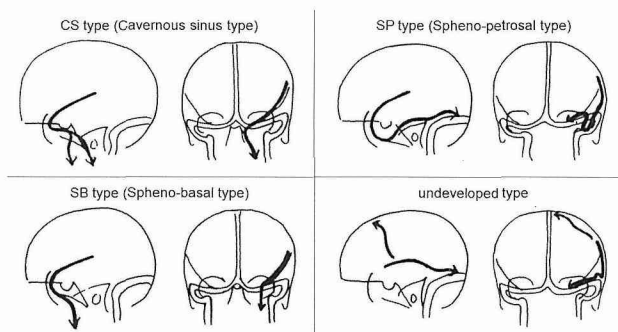 CS type (Cavernous sinus type)
SP type (Spheno-petrosal type)
SB type (Spheno-basal type)
undeveloped type